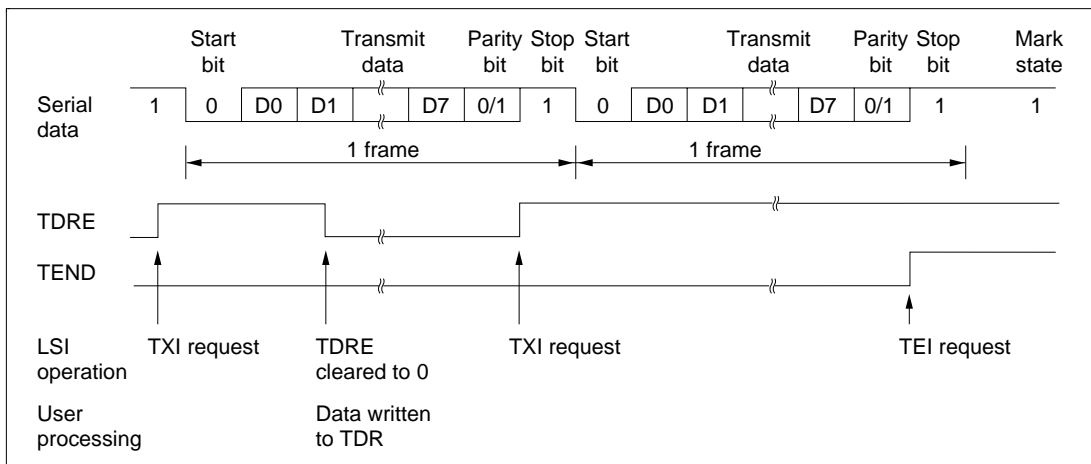 Start bit Transmit data Parity bit Stop bit Start bit Transmit data Parity bit Stop bit Mark state
Serial data 1 0 D0 D1 D7 0/1 1 0 D0 D1 D7 0/1 1 1
1 frame 1 frame
TDRE
TEND
LSI operation TXI request TDRE cleared to 0 TXI request TEI request
User processing Data written to TDR